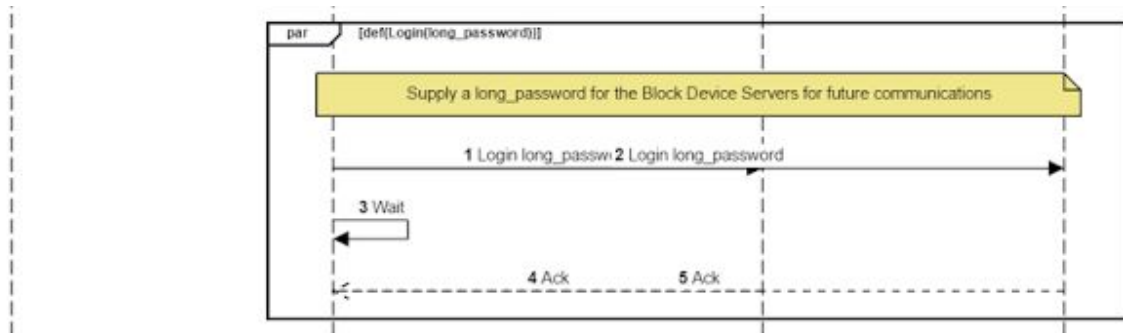 par [def(Login(long_password))]
Supply a long_password for the Block Device Servers for future communications
1 Login long_passw 2 Login long_password
3 Wait
4 Ack 5 Ack